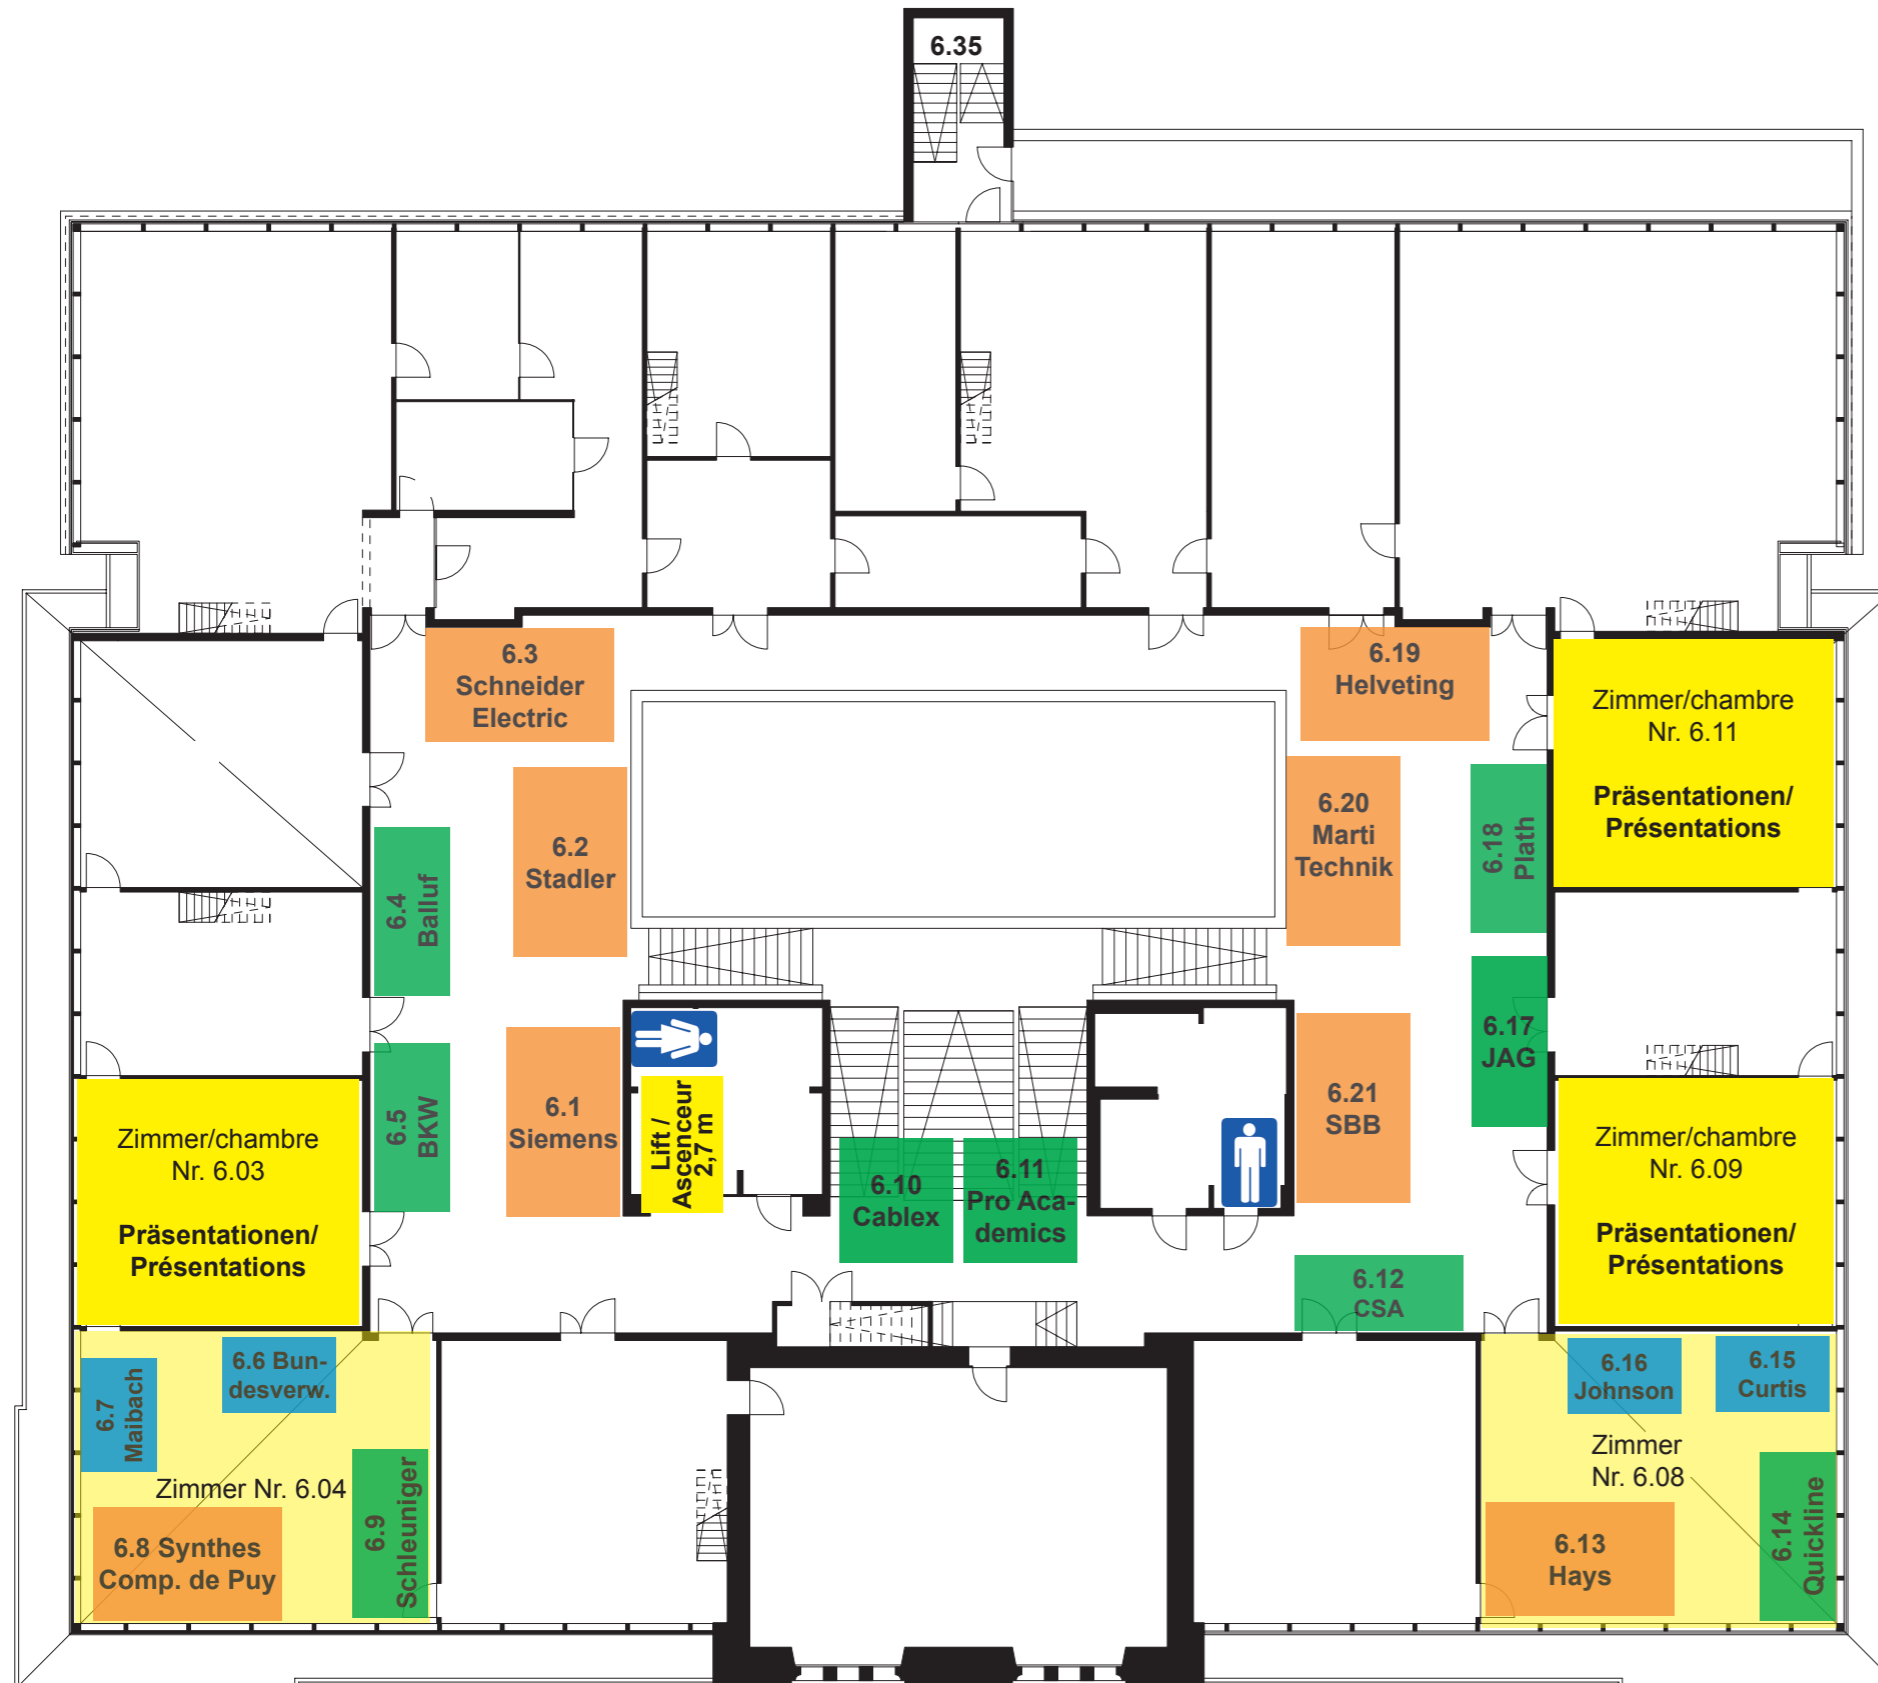 6.35
6.3
Schneider
Electric
6.19
Helveting
Zimmer/chambre
Nr. 6.11
Präsentationen/
Présentations
6.2
Stadler
6.20
Marti
Technik
6.18
Plath
6.4
Balluf
6.17
JAG
6.5
BKW
6.1
Siemens
Lift /
Ascenceur
2,7 m
6.10
Cablex
6.11
Pro Aca-
demics
6.21
SBB
Zimmer/chambre
Nr. 6.03
Präsentationen/
Présentations
Zimmer/chambre
Nr. 6.09
Präsentationen/
Présentations
6.12
CSA
6.7
Maibach
6.6 Bun-
desverw.
Zimmer Nr. 6.04
6.8 Synthes
Comp. de Puy
6.9
Schleuniger
6.16
Johnson
6.15
Curtis
Zimmer
Nr. 6.08
6.13
Hays
6.14
Quickline